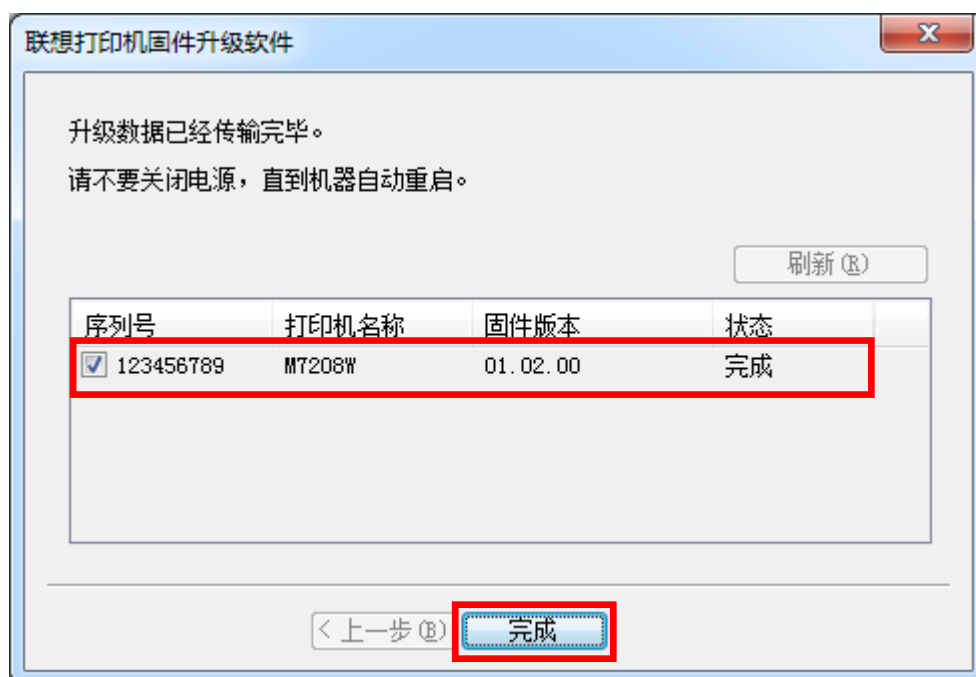 联想打印机固件升级软件
升级数据已经传输完毕。
请不要关闭电源，直到机器自动重启。
刷新(R)
序列号 打印机名称 固件版本 状态
123456789 M7208W 01.02.00 完成
<上一步(B) 完成